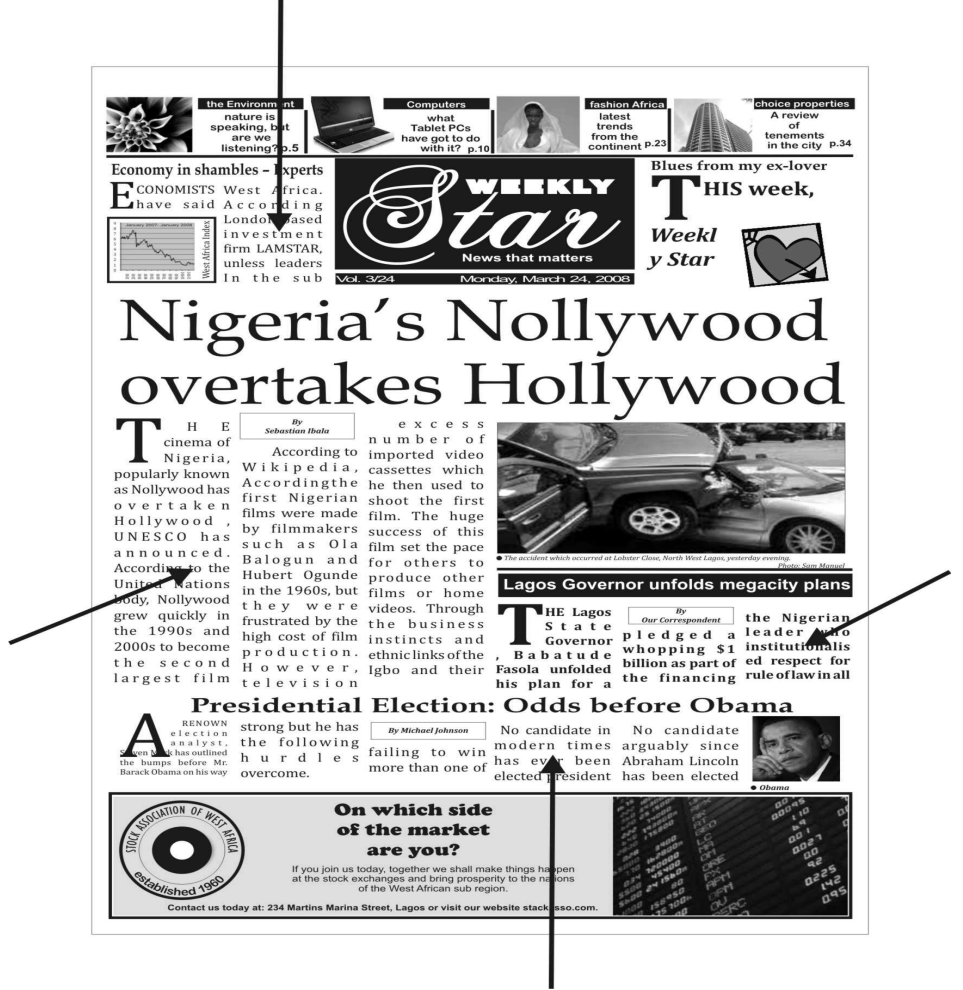 the Environment
nature is
speaking, but
are we
listening? p.5
Computers
what
Tablet PCs
have got to do
with it? p.10
fashion Africa
latest
trends
from the
continent p.23
choice properties
A review
of
tenements
in the city p.34
Economy in shambles – Experts
ECONOMISTS
have said
January 2007- January 2008
West Africa Index
West Africa.
According
London based
investment
firm LAMSTAR,
unless leaders
In the sub
WEEKLY
Star
News that matters
Vol. 3/24 Monday, March 24, 2008
Blues from my ex-lover
THIS week,
Weekl
y Star
Nigeria's Nollywood
overtakes Hollywood
THE
cinema of
Nigeria,
popularly known
as Nollywood has
overtaken
Hollywood ,
UNESCO has
announced.
According to the
United Nations
body, Nollywood
grew quickly in
the 1990s and
2000s to become
the second
largest film
By
Sebastian Ibala
According to
Wikipedia,
Accordingthe
first Nigerian
films were made
by filmmakers
such as Ola
Balogun and
Hubert Ogunde
in the 1960s, but
they were
frustrated by the
high cost of film
production.
However,
television
excess
number of
imported video
cassettes which
he then used to
shoot the first
film. The huge
success of this
film set the pace
for others to
produce other
films or home
videos. Through
the business
instincts and
ethnic links of the
Igbo and their
● The accident which occurred at Lobster Close, North West Lagos, yesterday evening.
Photo: Sam Manuel
Lagos Governor unfolds megacity plans
THE Lagos
State
Governor
, Babatude
Fasola unfolded
his plan for a
By
Our Correspondent
pledged a
whopping $1
billion as part of
the financing
the Nigerian
leader who
institutionalis
ed respect for
rule of law in all
Presidential Election: Odds before Obama
A RENOWN
election
analyst,
Steven Mark has outlined
the bumps before Mr.
Barack Obama on his way
strong but he has
the following
hurdles
overcome.
By Michael Johnson
failing to win
more than one of
No candidate in
modern times
has ever been
elected president
No candidate
arguably since
Abraham Lincoln
has been elected
● Obama
STOCK ASSOCIATION OF WEST AFRICA
established 1960
On which side
of the market
are you?
If you join us today, together we shall make things happen
at the stock exchanges and bring prosperity to the nations
of the West African sub region.
Contact us today at: 234 Martins Marina Street, Lagos or visit our website stackasso.com.